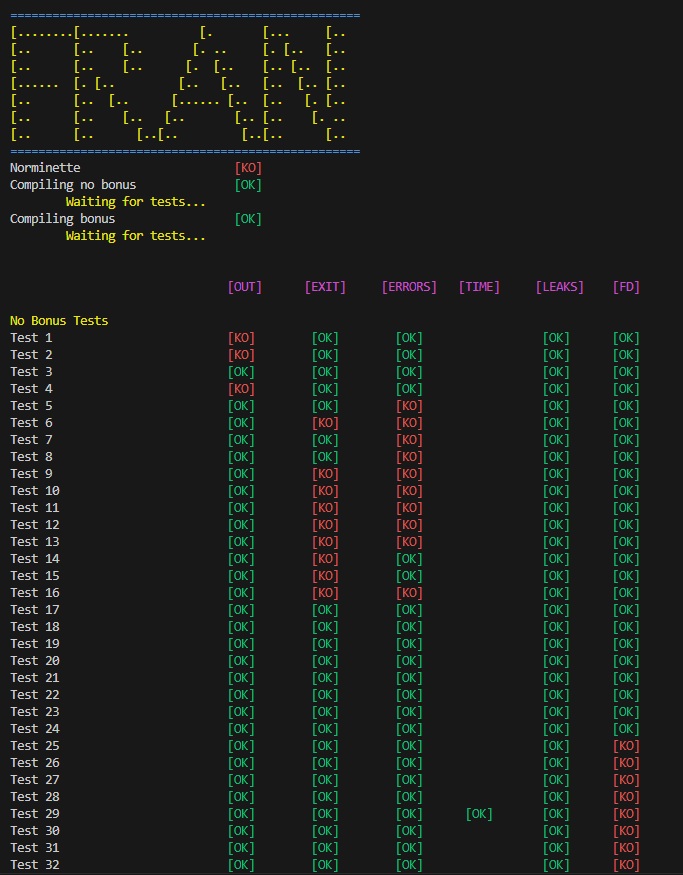 ==================================================
[........[.......          [.       [...      [..
[..      [..    [..       [. ..     [. [..   [..
[..      [..    [..      [.  [..    [.. [..  [..
[......  [. [..         [..   [..   [..  [.. [..
[..      [..  [..      [...... [..  [..   [. [..
[..      [..   [..   [..       [.. [..    [. ..
[..      [..     [..[..         [..[..      [..
==================================================
Norminette [KO]
Compiling no bonus [OK]
Waiting for tests...
Compiling bonus [OK]
Waiting for tests...
[OUT] [EXIT] [ERRORS] [TIME] [LEAKS] [FD]
No Bonus Tests
Test 1 [KO] [OK] [OK] [OK] [OK]
Test 2 [KO] [OK] [OK] [OK] [OK]
Test 3 [OK] [OK] [OK] [OK] [OK]
Test 4 [KO] [OK] [OK] [OK] [OK]
Test 5 [OK] [OK] [KO] [OK] [OK]
Test 6 [OK] [KO] [KO] [OK] [OK]
Test 7 [OK] [OK] [KO] [OK] [OK]
Test 8 [OK] [OK] [KO] [OK] [OK]
Test 9 [OK] [KO] [KO] [OK] [OK]
Test 10 [OK] [KO] [KO] [OK] [OK]
Test 11 [OK] [KO] [KO] [OK] [OK]
Test 12 [OK] [KO] [KO] [OK] [OK]
Test 13 [OK] [KO] [KO] [OK] [OK]
Test 14 [OK] [KO] [OK] [OK] [OK]
Test 15 [OK] [KO] [OK] [OK] [OK]
Test 16 [OK] [KO] [KO] [OK] [OK]
Test 17 [OK] [OK] [OK] [OK] [OK]
Test 18 [OK] [OK] [OK] [OK] [OK]
Test 19 [OK] [OK] [OK] [OK] [OK]
Test 20 [OK] [OK] [OK] [OK] [OK]
Test 21 [OK] [OK] [OK] [OK] [OK]
Test 22 [OK] [OK] [OK] [OK] [OK]
Test 23 [OK] [OK] [OK] [OK] [OK]
Test 24 [OK] [OK] [OK] [OK] [OK]
Test 25 [OK] [OK] [OK] [OK] [KO]
Test 26 [OK] [OK] [OK] [OK] [KO]
Test 27 [OK] [OK] [OK] [OK] [KO]
Test 28 [OK] [OK] [OK] [OK] [KO]
Test 29 [OK] [OK] [OK] [OK] [OK] [KO]
Test 30 [OK] [OK] [OK] [OK] [KO]
Test 31 [OK] [OK] [OK] [OK] [KO]
Test 32 [OK] [OK] [OK] [OK] [KO]